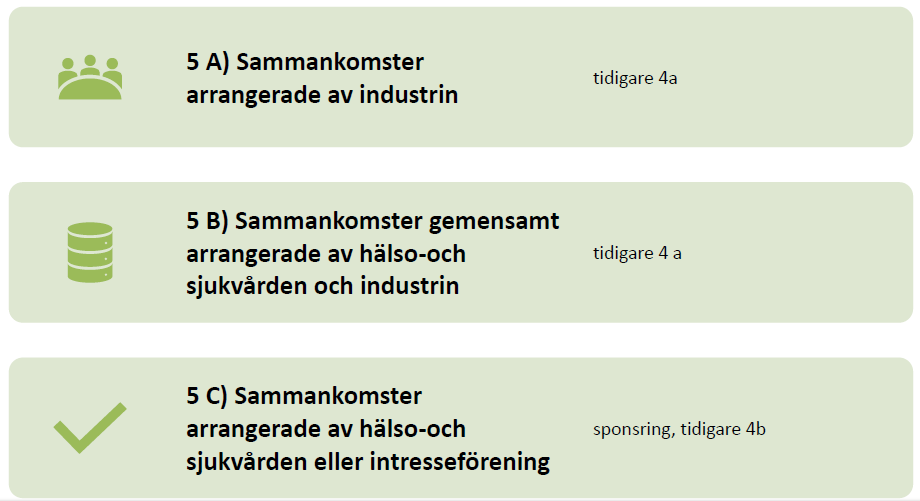 5 A) Sammankomster
arrangerade av industrin
tidigare 4a
5 B) Sammankomster gemensamt
arrangerade av hälso-och
sjukvården och industrin
tidigare 4 a
5 C) Sammankomster
arrangerade av hälso-och
sjukvården eller intresseförening
sponsring, tidigare 4b